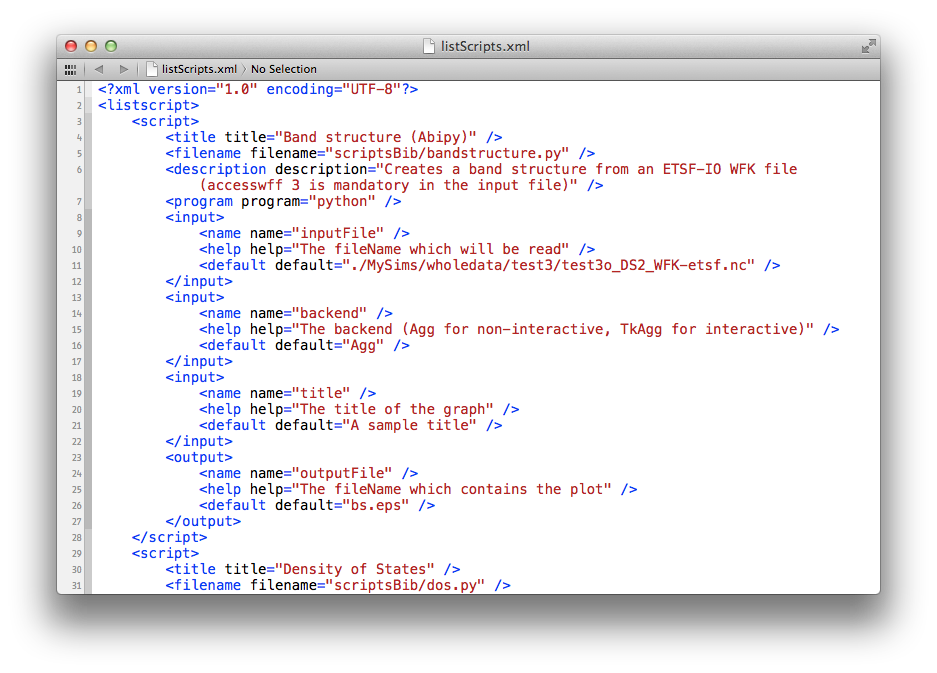 listScripts.xml
listScripts.xml No Selection
1 <?xml version="1.0" encoding="UTF-8"?>
2 <listscript>
3 <script>
4 <title title="Band structure (Abipy)" />
5 <filename filename="scriptsBib/bandstructure.py" />
6 <description description="Creates a band structure from an ETSF-IO WFK file
(accesswff 3 is mandatory in the input file)" />
7 <program program="python" />
8 <input>
9 <name name="inputFile" />
10 <help help="The fileName which will be read" />
11 <default default="./MySims/wholedata/test3/test3o_DS2_WFK-etsf.nc" />
12 </input>
13 <input>
14 <name name="backend" />
15 <help help="The backend (Agg for non-interactive, TkAgg for interactive)" />
16 <default default="Agg" />
17 </input>
18 <input>
19 <name name="title" />
20 <help help="The title of the graph" />
21 <default default="A sample title" />
22 </input>
23 <output>
24 <name name="outputFile" />
25 <help help="The fileName which contains the plot" />
26 <default default="bs.eps" />
27 </output>
28 </script>
29 <script>
30 <title title="Density of States" />
31 <filename filename="scriptsBib/dos.py" />